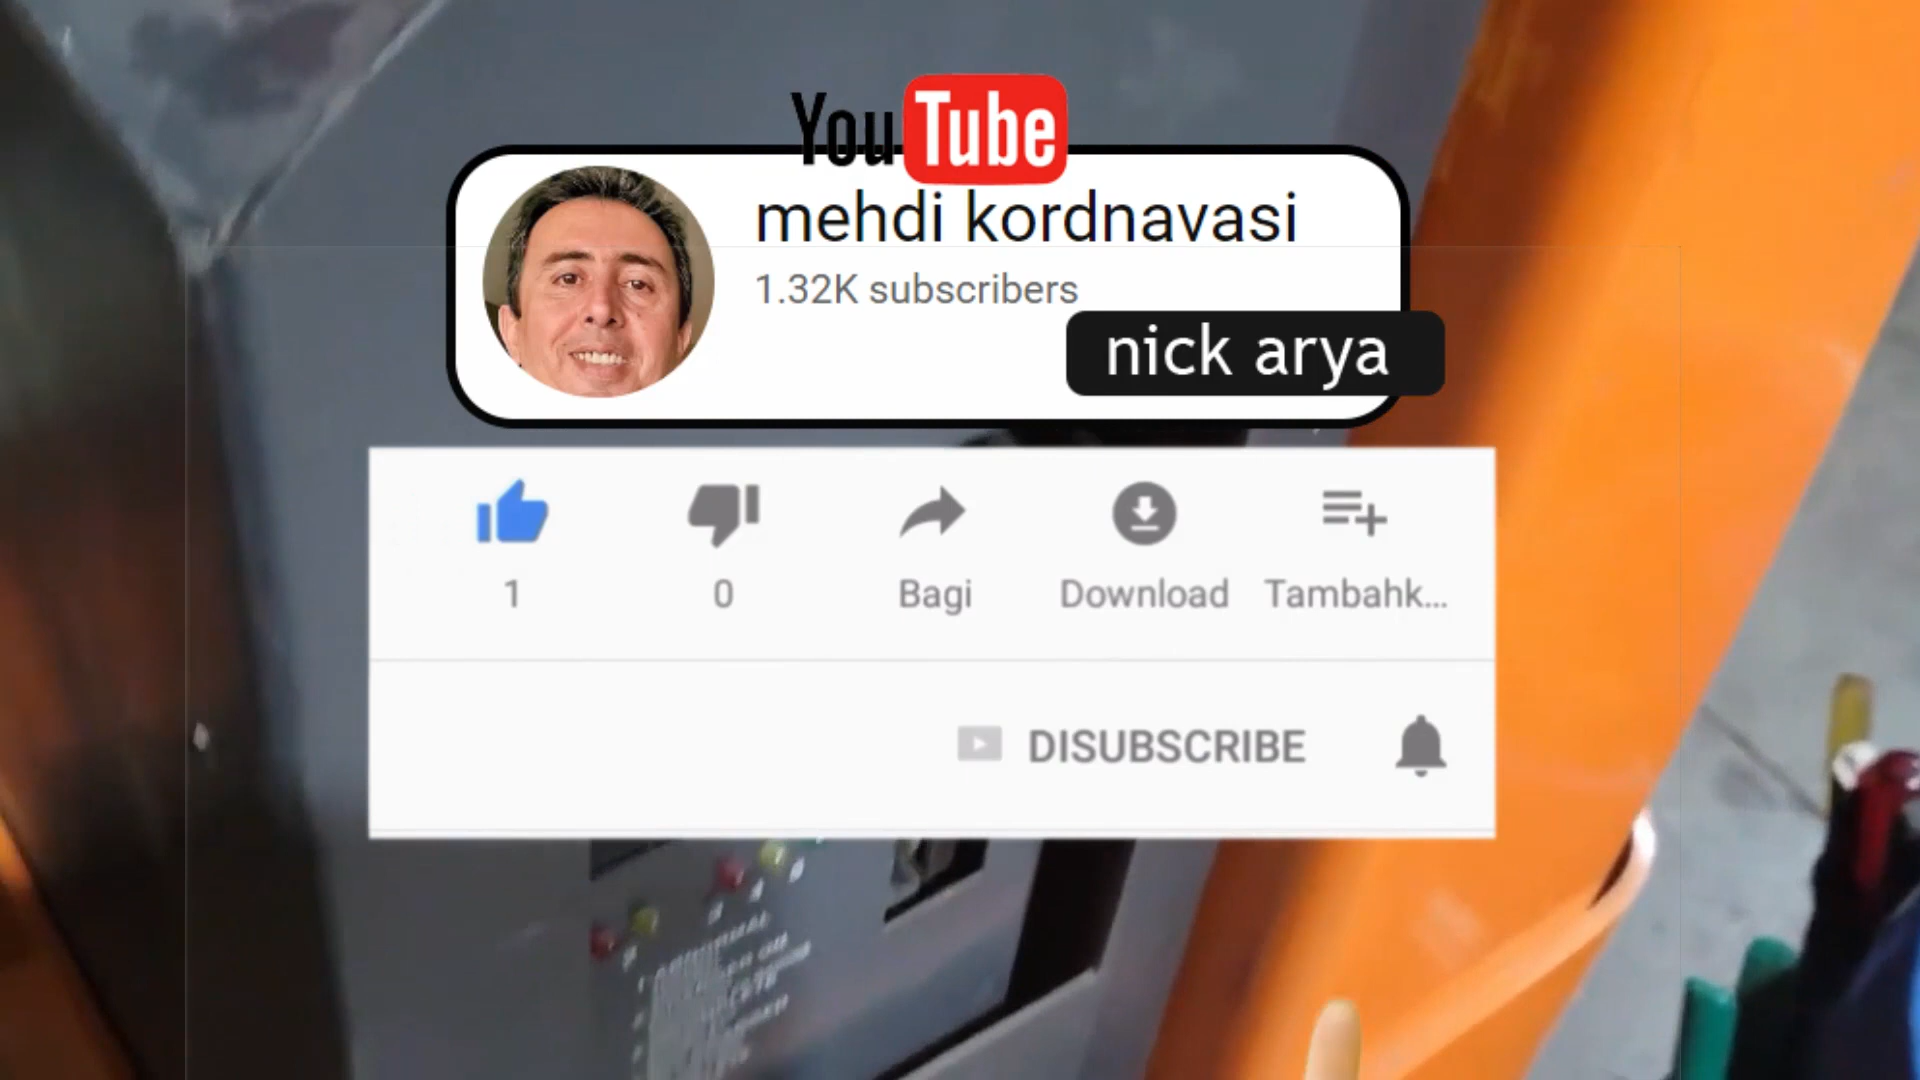 YouTube
mehdi kordnavasi
1.32K subscribers
nick arya
1
0
Bagi
Download
Tambahk...
DISUBSCRIBE